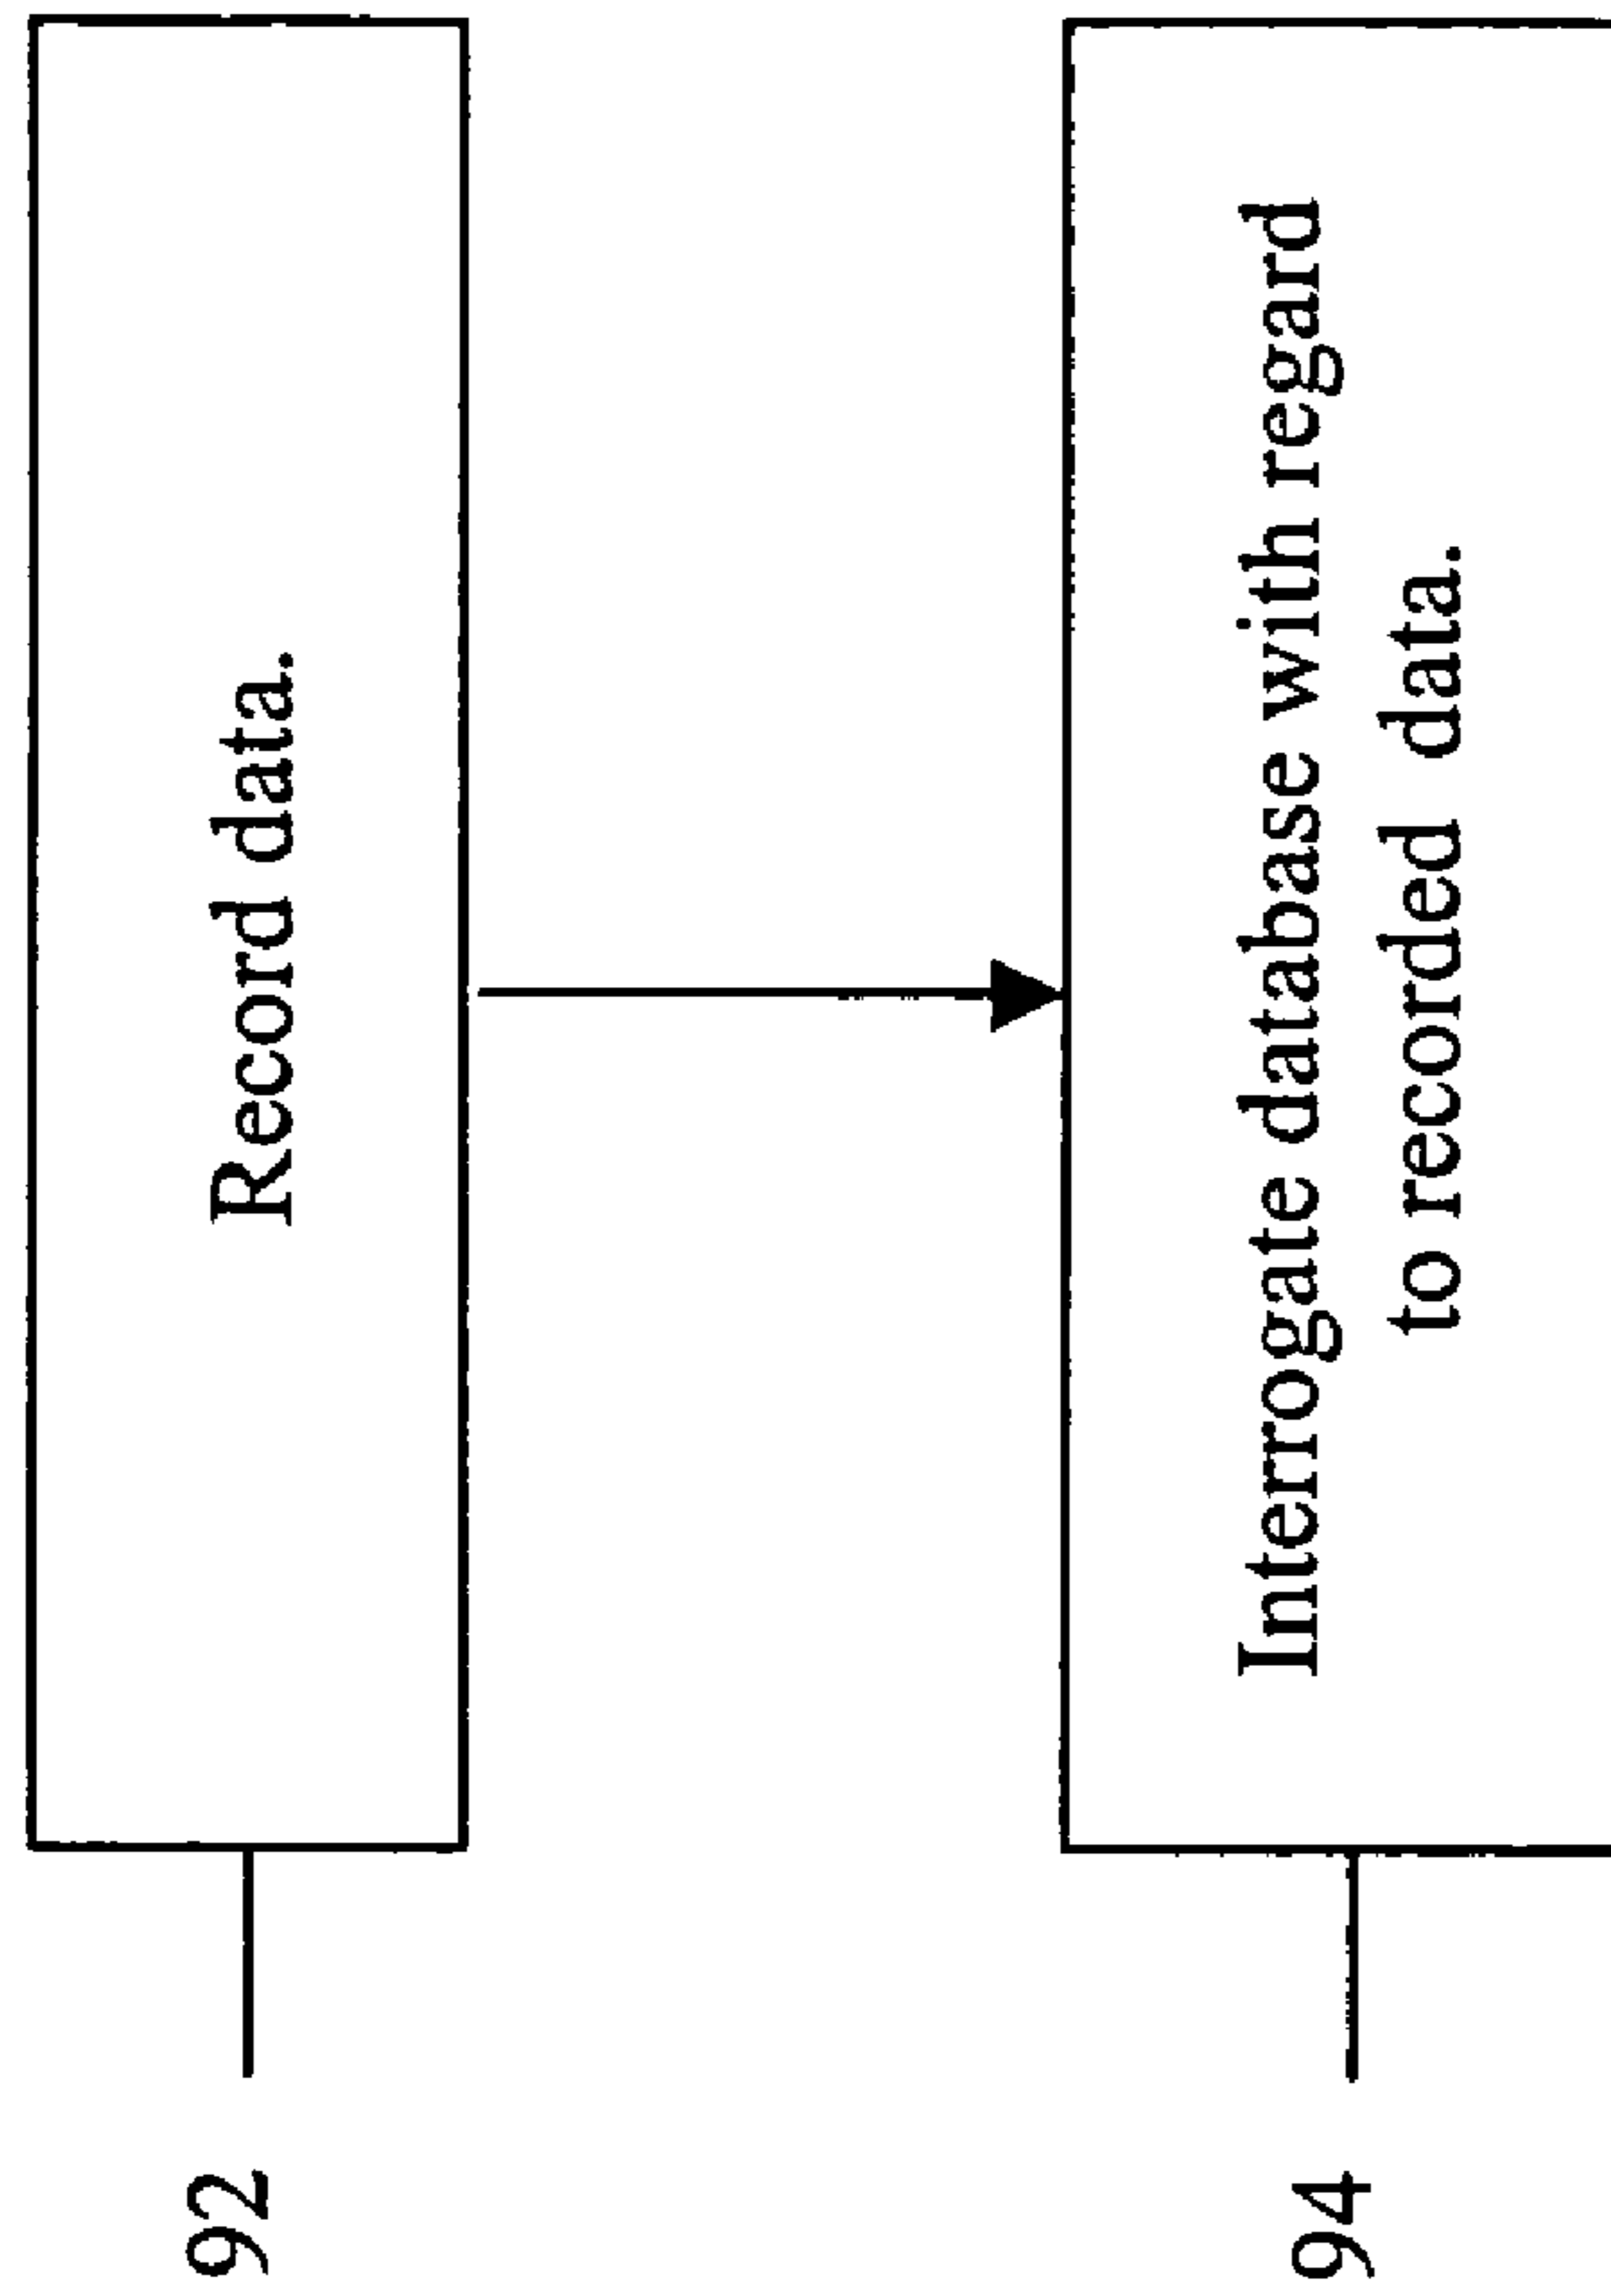 92
Record data.
94
Interrogate database with regard
to recorded data.